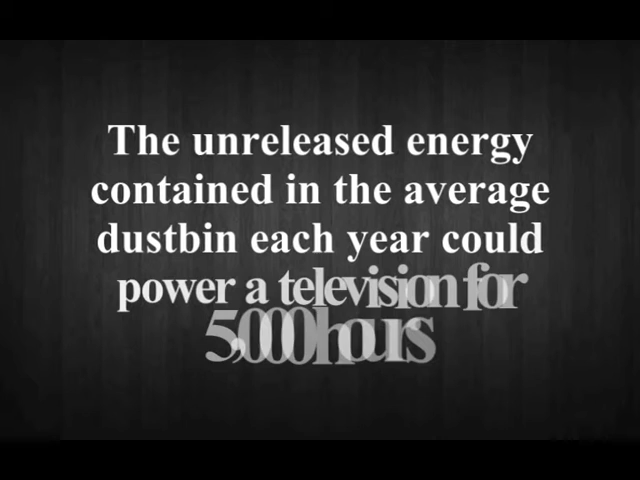 The unreleased energy
contained in the average
dustbin each year could
power a television for
5,000 hours